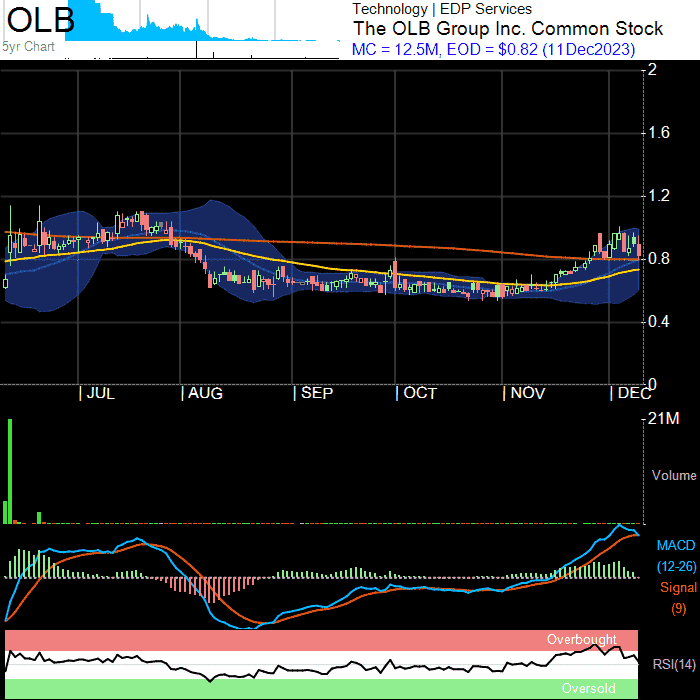 OLB
5yr Chart
Technology | EDP Services
The OLB Group Inc. Common Stock
MC = 12.5M, EOD = $0.82 (11Dec2023)
2
1.6
1.2
0.8
0.4
0
JUL AUG SEP OCT NOV DEC
21M
Volume
MACD
(12-26)
Signal
(9)
Overbought
RSI(14)
Oversold